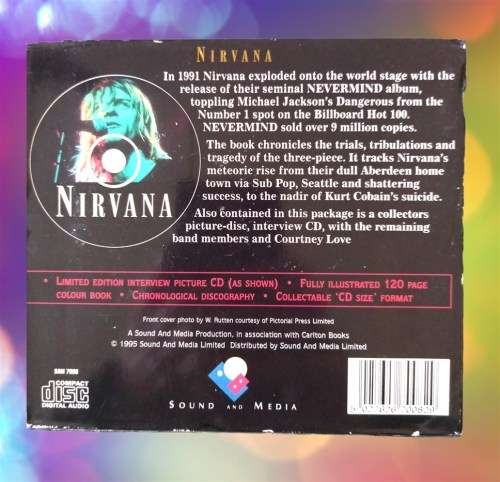 NIRVANA
In 1991 Nirvana exploded onto the world stage with the
release of their seminal NEVERMIND album,
toppling Michael Jackson's Dangerous from the
Number 1 spot on the Billboard Hot 100.
NEVERMIND sold over 9 million copies.
The book chronicles the trials, tribulations and
tragedy of the three-piece. It tracks Nirvana's
meteoric rise from their dull Aberdeen home
town via Sub Pop, Seattle and shattering
success, to the nadir of Kurt Cobain's suicide.
Also contained in this package is a collectors
picture-disc, interview CD, with the remaining
band members and Courtney Love
NIRVANA
• LIMITED EDITION INTERVIEW PICTURE CD (AS SHOWN) • FULLY ILLUSTRATED 120 PAGE
COLOUR BOOK • CHRONOLOGICAL DISCOGRAPHY • COLLECTABLE 'CD SIZE' FORMAT
Front cover photo by W. Rutten courtesy of Pictorial Press Limited
A Sound And Media Production, in association with Carlton Books
© 1995 Sound And Media Limited Distributed by Sound And Media Limited
COMPACT
disc
DIGITAL AUDIO
SOUND AND MEDIA